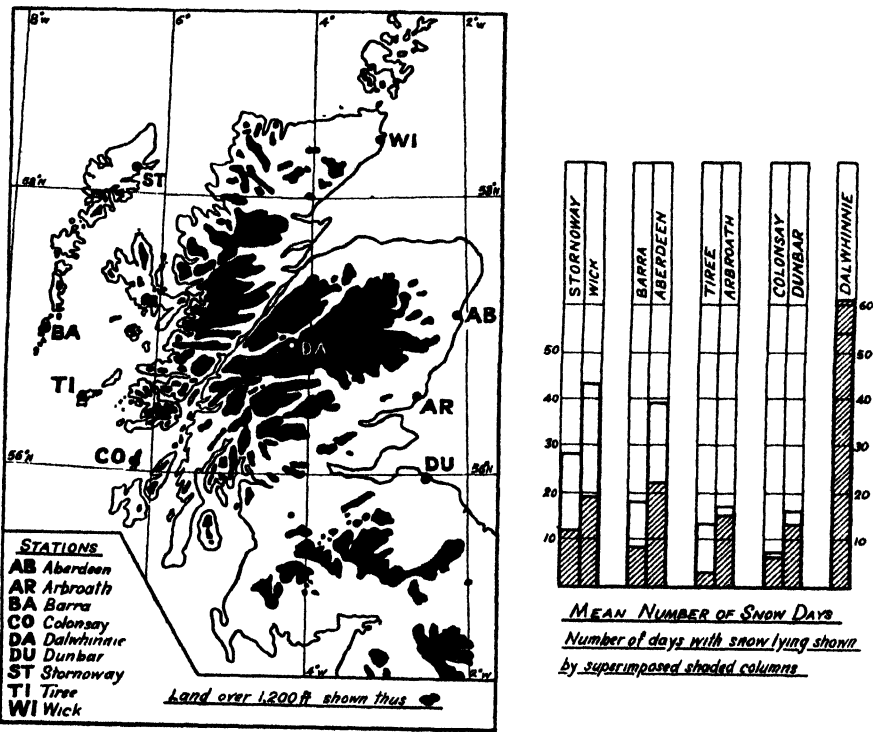 8°W
6°
4°
2°W
WI
ST
58°N
58°N
BA
AB
DA
TI
AR
CO
56°N
DU
56°N
STATIONS
AB Aberdeen
AR Arbroath
BA Barra
CO Colonsay
DA Dalwhinnie
DU Dunbar
ST Stornoway
TI Tiree
WI Wick
4°W
2°W
Land over 1,200 ft shown thus
STORNOWAY
WICK
BARRA
ABERDEEN
TIREE
ARBROATH
COLONSAY
DUNBAR
DALWHINNIE
50
40
30
20
10
60
50
40
30
20
10
MEAN NUMBER OF SNOW DAYS
Number of days with snow lying shown
by superimposed shaded columns